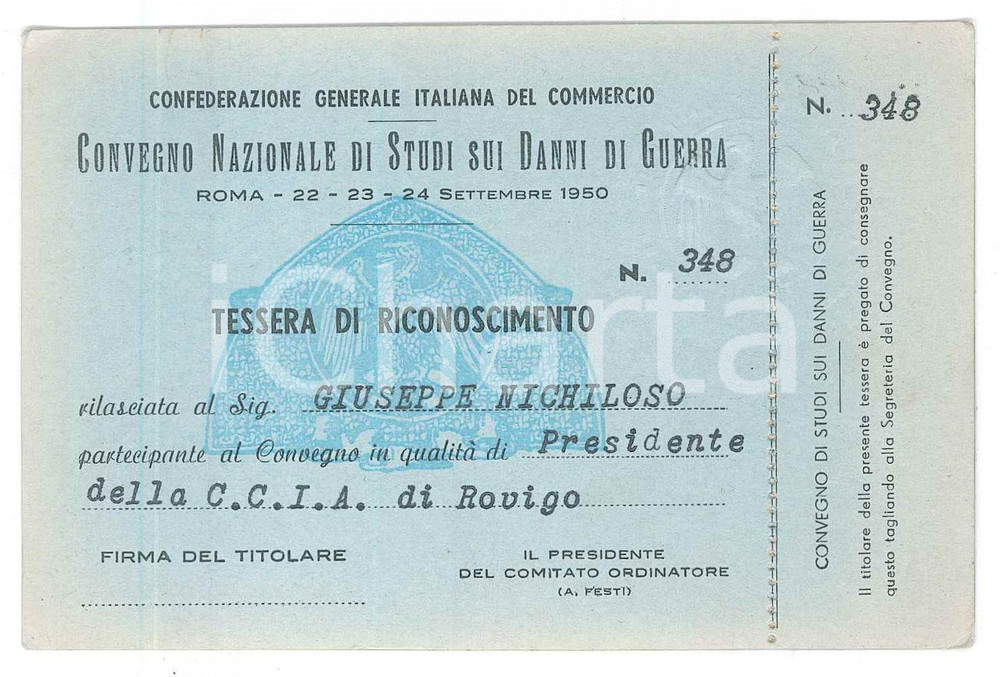 CONFEDERAZIONE GENERALE ITALIANA DEL COMMERCIO
CONVEGNO NAZIONALE DI STUDI SUI DANNI DI GUERRA
ROMA - 22 - 23 - 24 SETTEMBRE 1950
N. 348
TESSERA DI RICONOSCIMENTO
rilasciata al Sig. GIUSEPPE NICHILOSO
partecipante al Convegno in qualità di Presidente
della C.C.I.A. di Rovigo
FIRMA DEL TITOLARE
IL PRESIDENTE
DEL COMITATO ORDINATORE
(A. FESTI)
N. 348
CONVEGNO DI STUDI SUI DANNI DI GUERRA
Il titolare della presente tessera è pregato di consegnare
questo tagliando alla Segreteria del Convegno.
iCharta